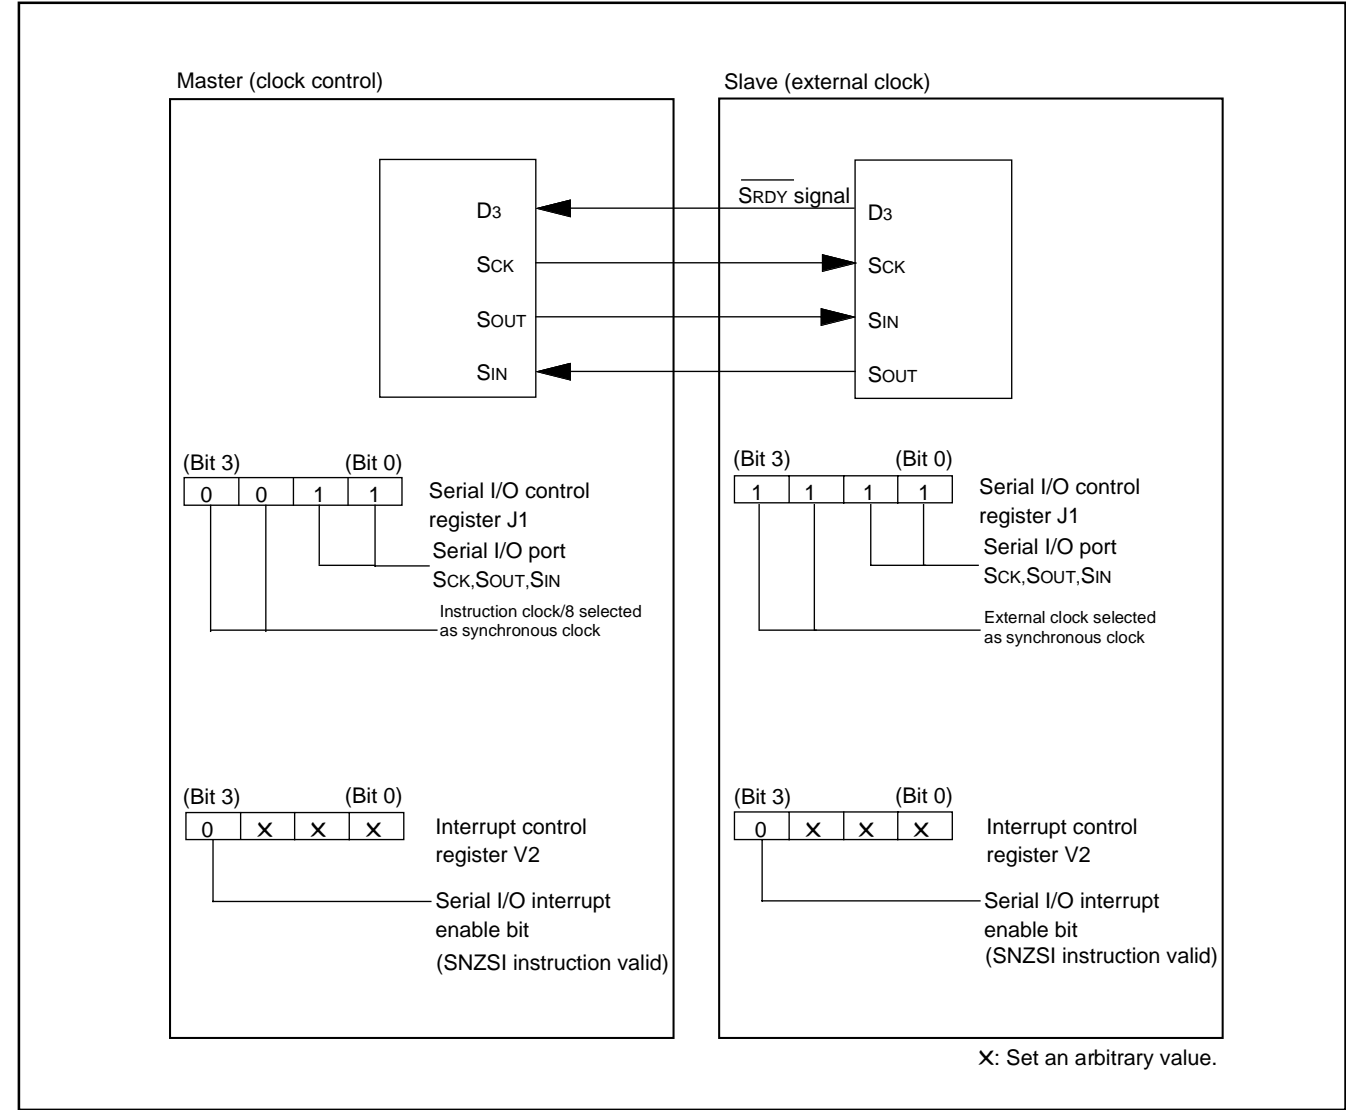 Master (clock control)
D3
SCK
SOUT
SIN
(Bit 3) (Bit 0)
0 0 1 1
Serial I/O control
register J1
Serial I/O port
SCK,SOUT,SIN
Instruction clock/8 selected
as synchronous clock
(Bit 3) (Bit 0)
0 × × ×
Interrupt control
register V2
Serial I/O interrupt
enable bit
(SNZSI instruction valid)
Slave (external clock)
SRDY signal
D3
SCK
SIN
SOUT
(Bit 3) (Bit 0)
1 1 1 1
Serial I/O control
register J1
Serial I/O port
SCK,SOUT,SIN
External clock selected
as synchronous clock
(Bit 3) (Bit 0)
0 × × ×
Interrupt control
register V2
Serial I/O interrupt
enable bit
(SNZSI instruction valid)
×: Set an arbitrary value.